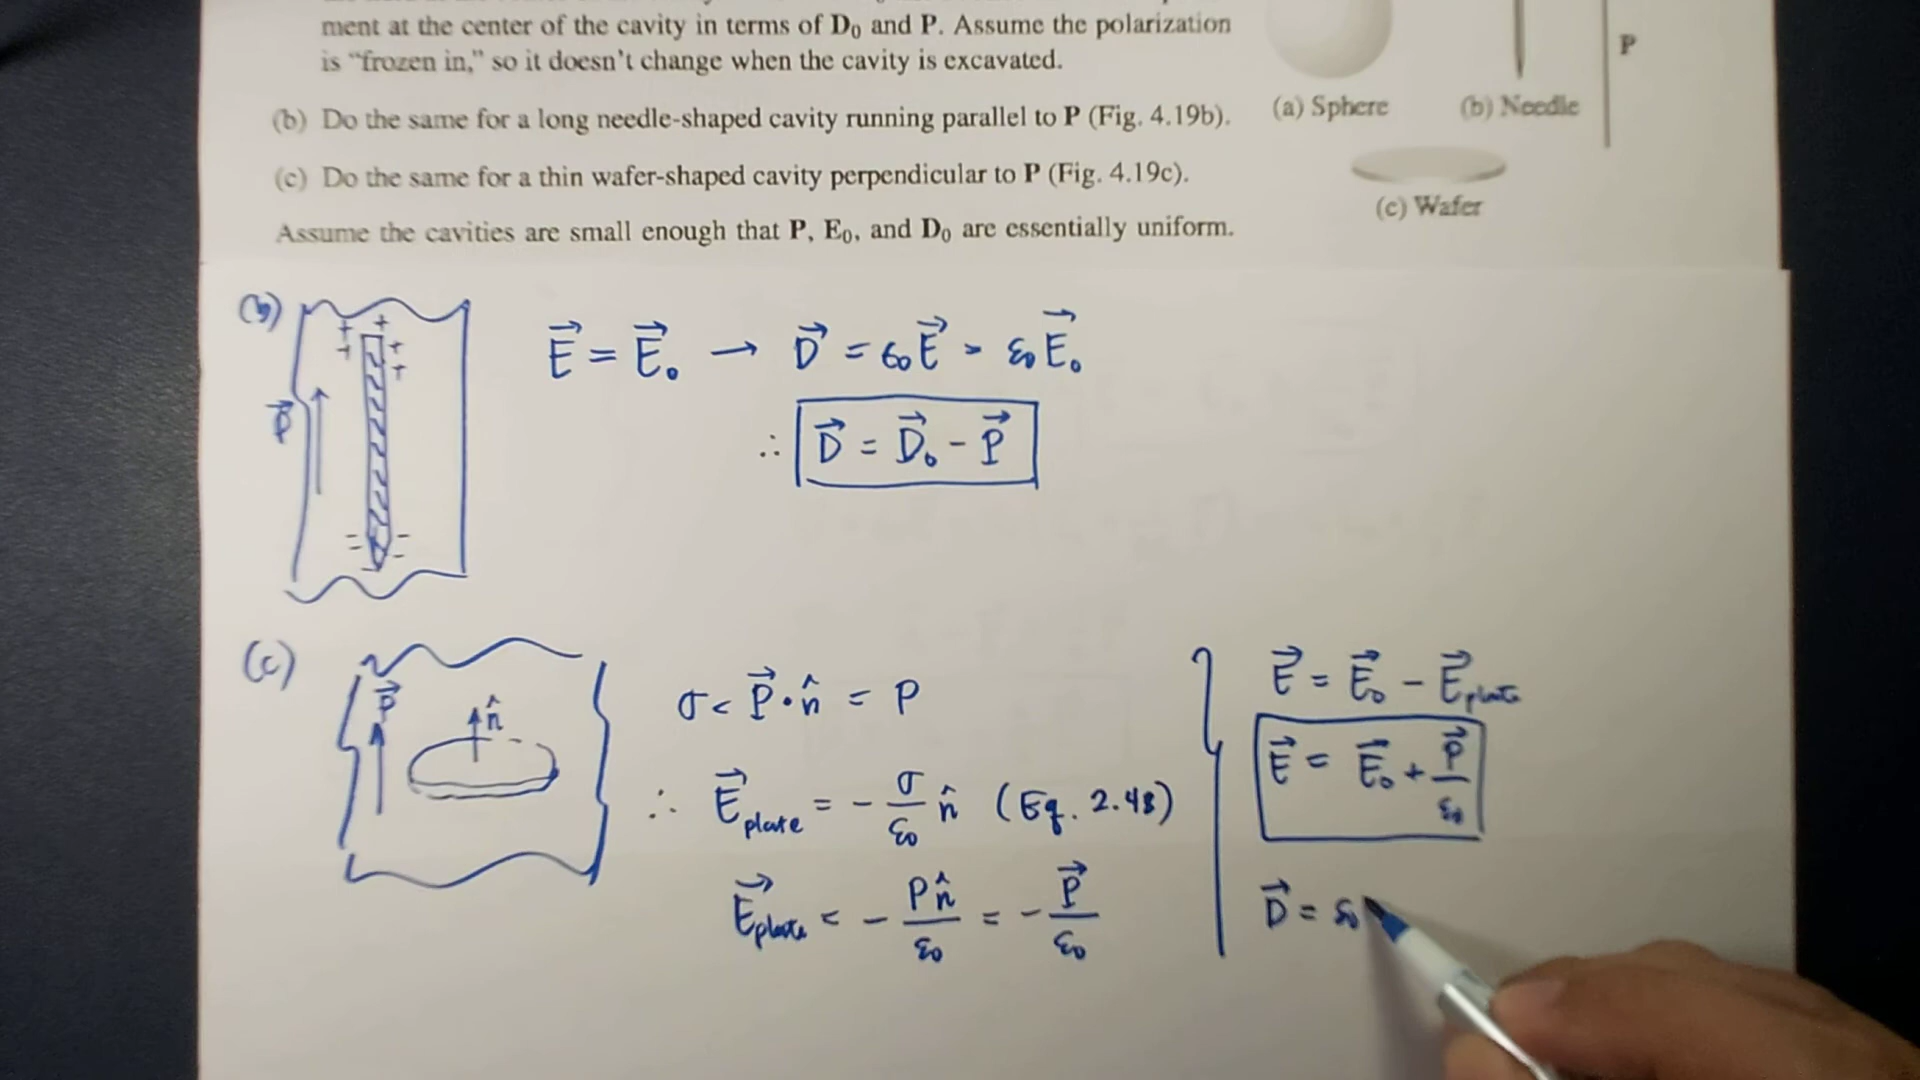 ment at the center of the cavity in terms of D₀ and P. Assume the polarization
is “frozen in,” so it doesn’t change when the cavity is excavated.
P
(b) Do the same for a long needle-shaped cavity running parallel to P (Fig. 4.19b).
(a) Sphere
(b) Needle
(c) Do the same for a thin wafer-shaped cavity perpendicular to P (Fig. 4.19c).
(c) Wafer
Assume the cavities are small enough that P, E₀, and D₀ are essentially uniform.
(b)
P⃗
E⃗ = E⃗₀ → D⃗ = ε₀E⃗ = ε₀E⃗₀
∴ D⃗ = D⃗₀ - P⃗
(c)
P⃗
n̂
σ = P⃗ · n̂ = P
∴ E⃗plate = - σ/ε₀ n̂ (Eq. 2.48)
E⃗plate = - Pn̂/ε₀ = - P⃗/ε₀
E⃗ = E⃗₀ - E⃗plate
E⃗ = E⃗₀ + P⃗/ε₀
D⃗ = ε₀